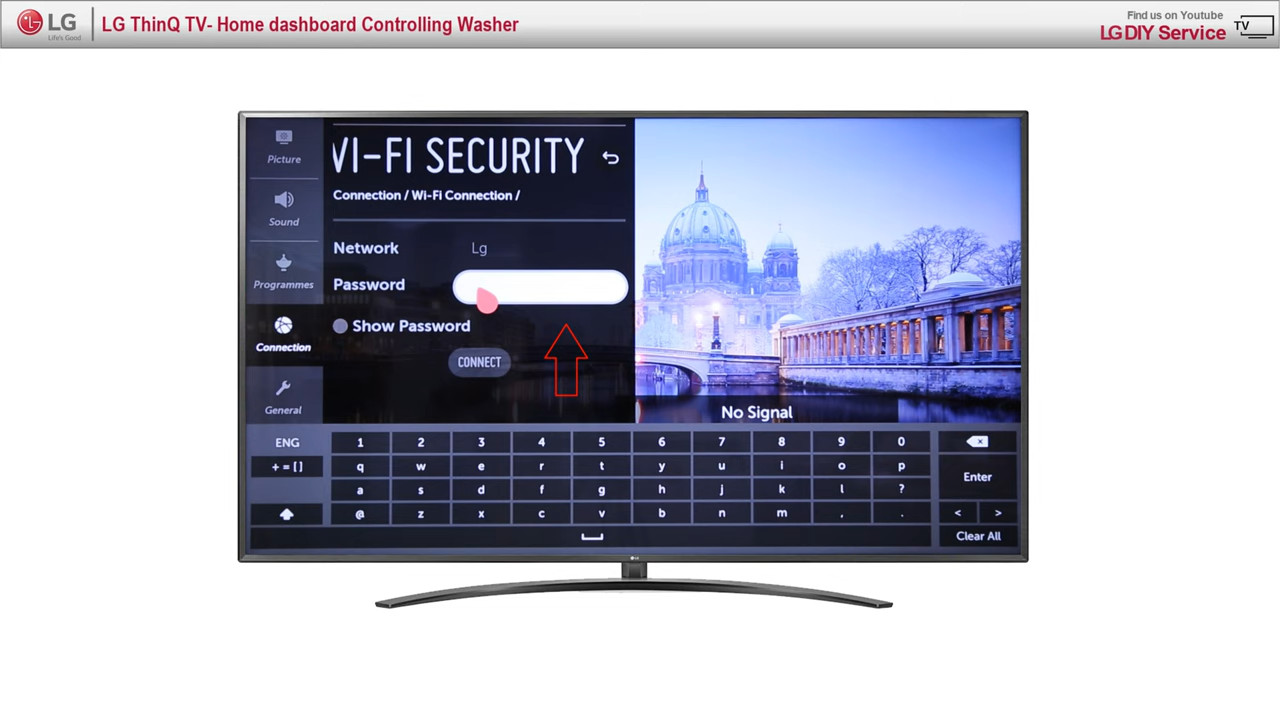 LG
Life's Good
LG ThinQ TV- Home dashboard Controlling Washer
Find us on Youtube
LG DIY Service
TV
Picture
Sound
Programmes
Connection
General
VI-FI SECURITY
Connection / Wi-Fi Connection /
Network Lg
Password
Show Password
CONNECT
No Signal
ENG 1 2 3 4 5 6 7 8 9 0
+ = [ ] q w e r t y u i o p
a s d f g h j k l ? Enter
@ z x c v b n m , . < >
Clear All
LG